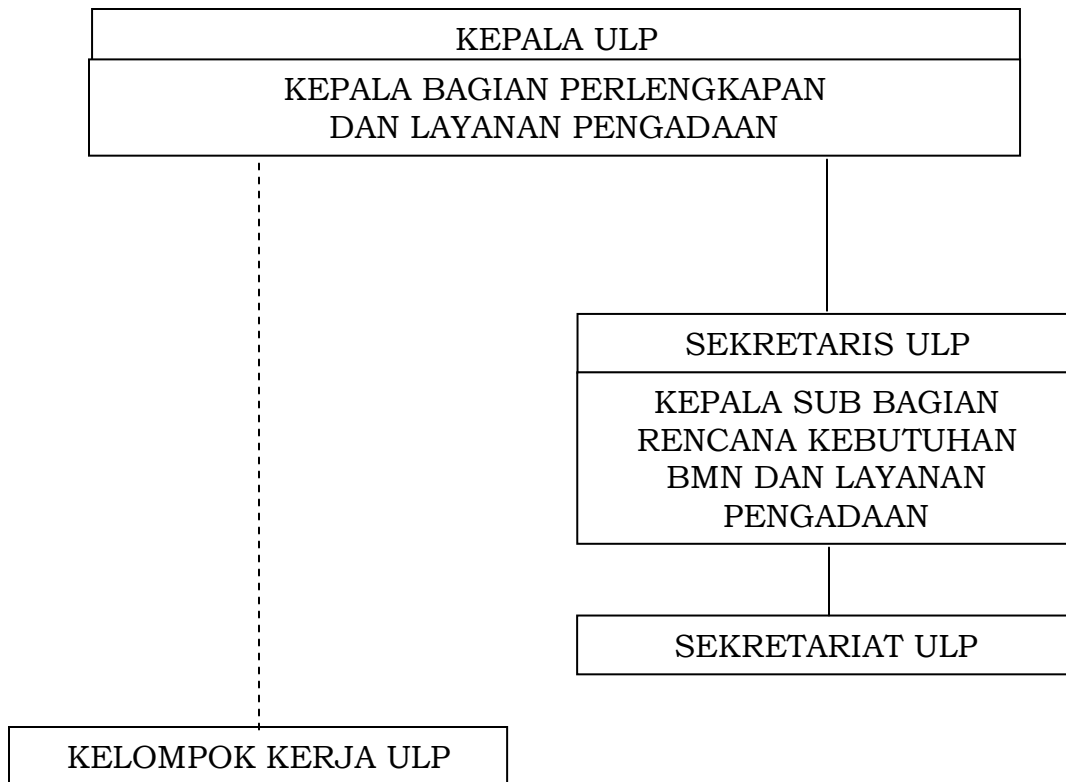 KEPALA ULP
KEPALA BAGIAN PERLENGKAPAN
DAN LAYANAN PENGADAAN
SEKRETARIS ULP
KEPALA SUB BAGIAN
RENCANA KEBUTUHAN
BMN DAN LAYANAN
PENGADAAN
SEKRETARIAT ULP
KELOMPOK KERJA ULP